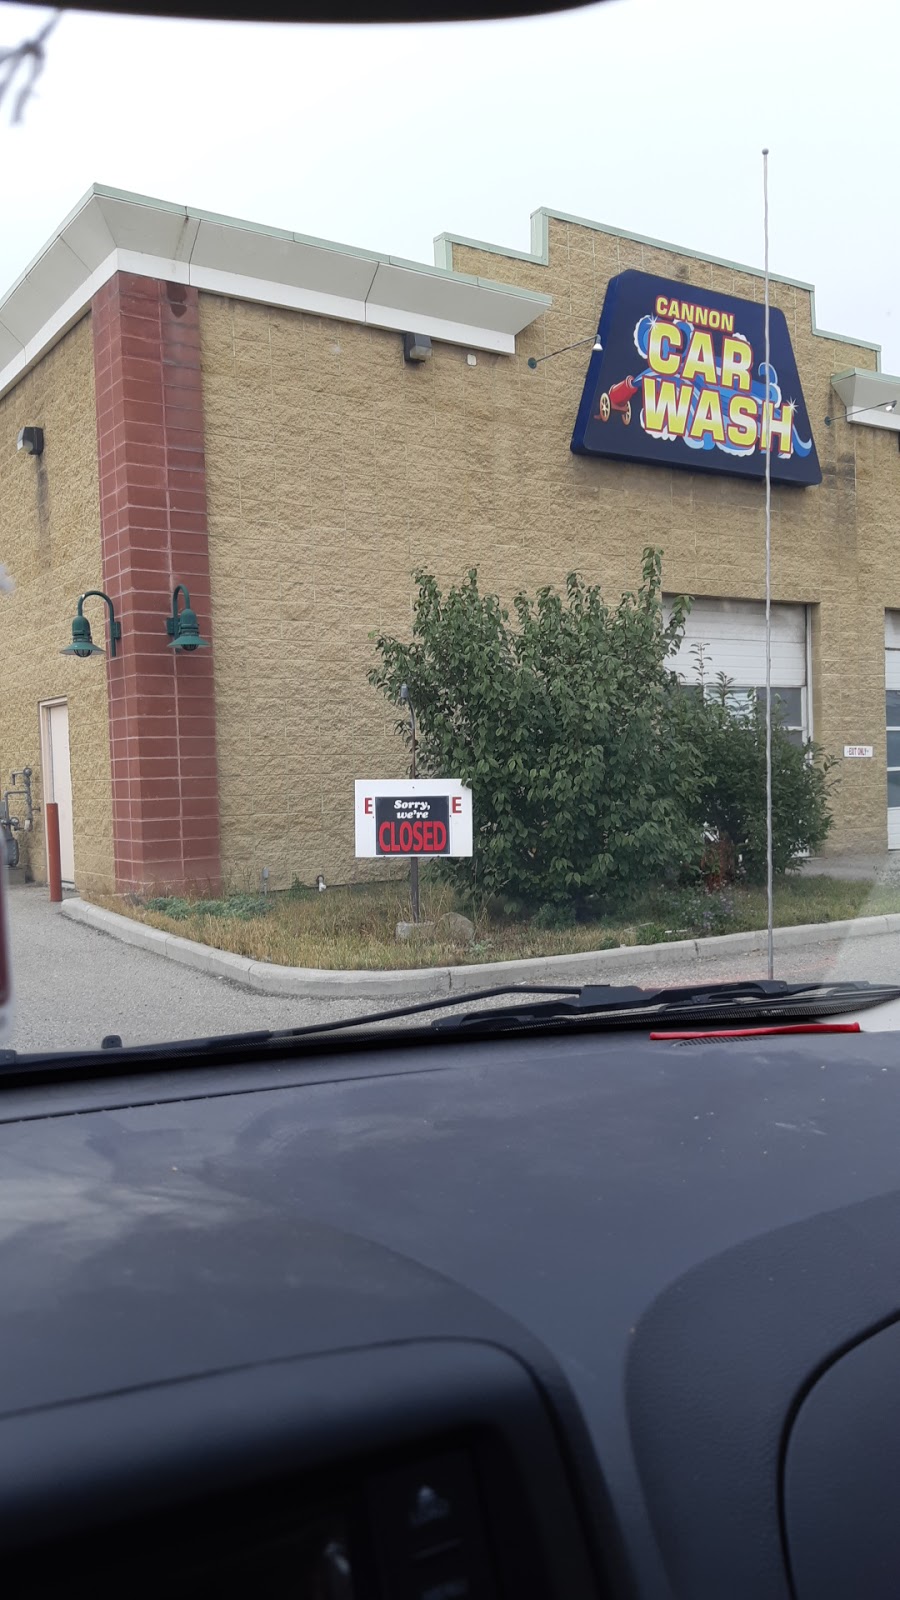 CANNON
CAR
WASH
EXIT ONLY
E
Sorry,
we're
CLOSED
E